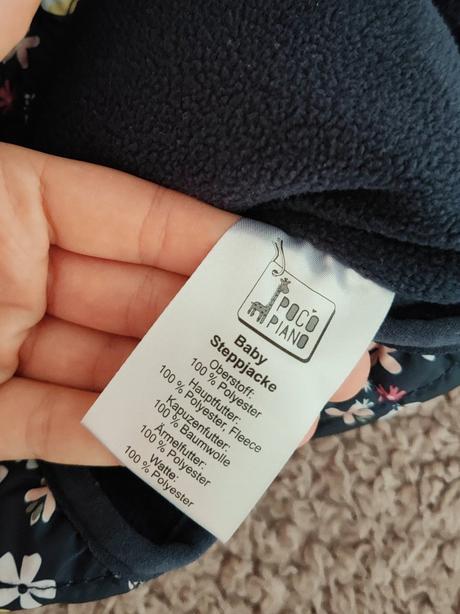 POCO
PIANO
Baby
Steppjacke
Oberstoff:
100 % Polyester
Hauptfutter:
100 % Polyester, Fleece
Kapuzenfutter:
100 % Baumwolle
Ärmelfutter:
100 % Polyester
Watte:
100 % Polyester